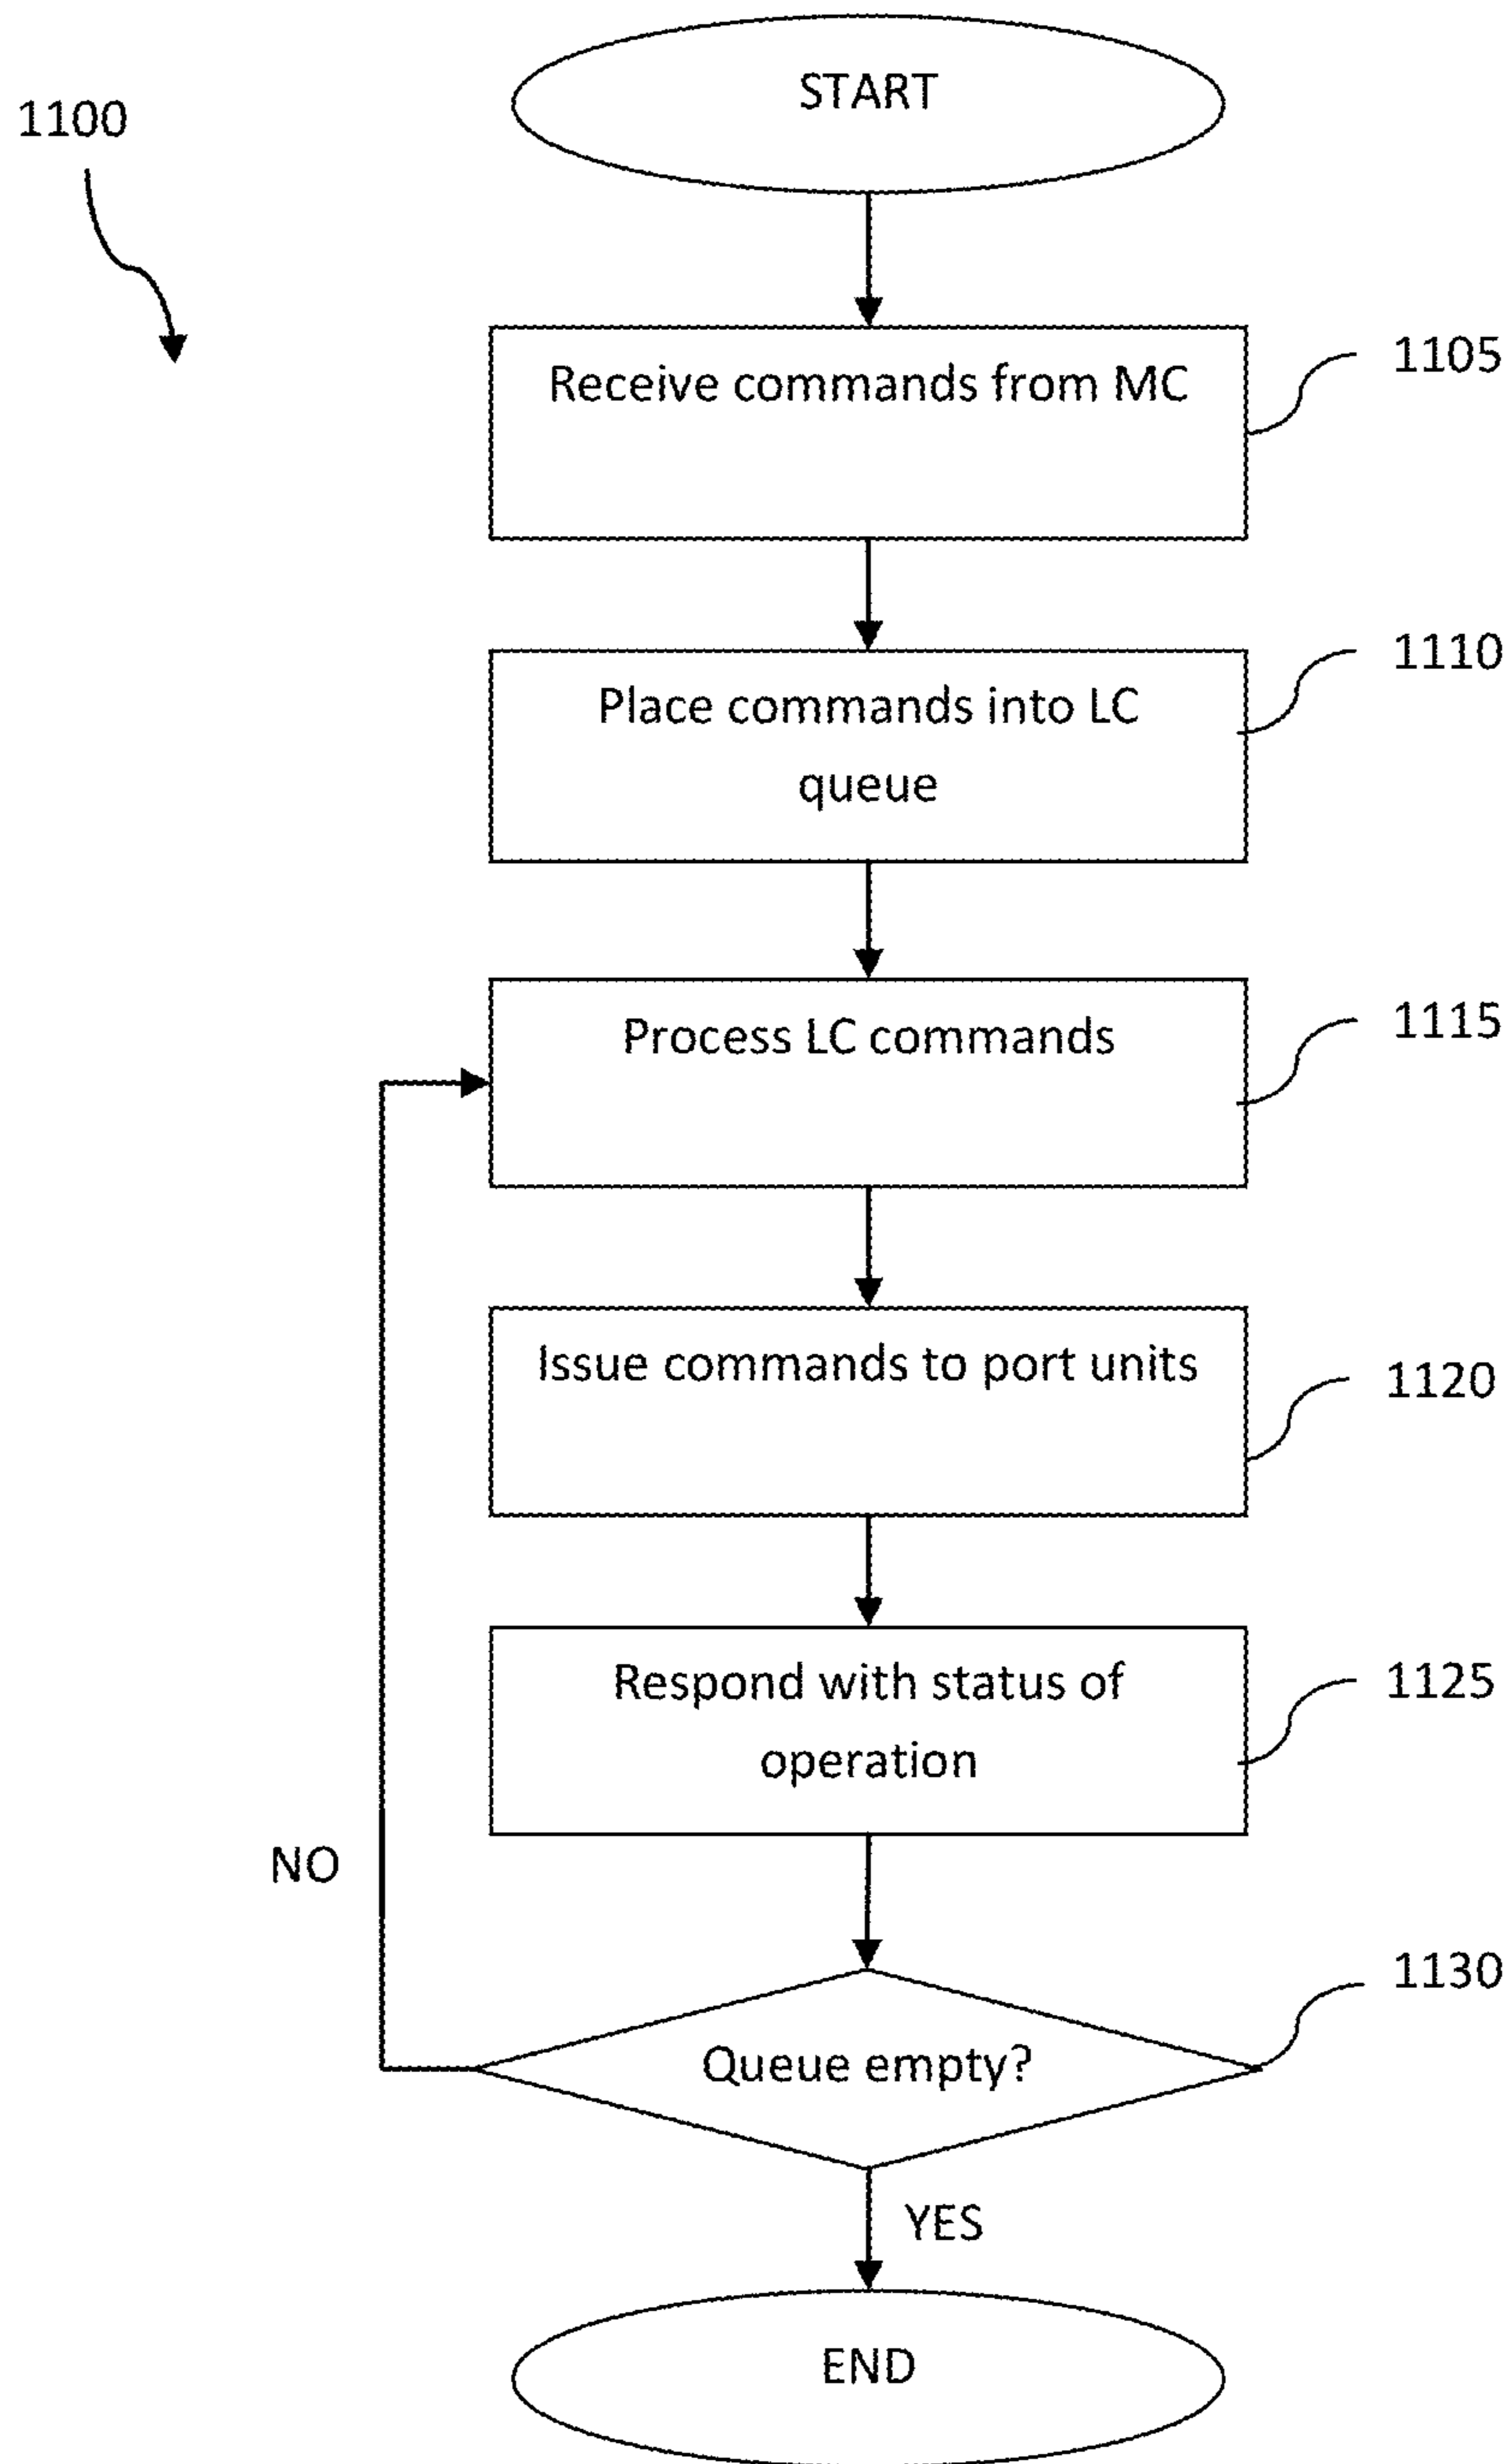 START
1100
Receive commands from MC
1105
Place commands into LC
queue
1110
Process LC commands
1115
Issue commands to port units
1120
Respond with status of
operation
1125
NO
Queue empty?
1130
YES
END